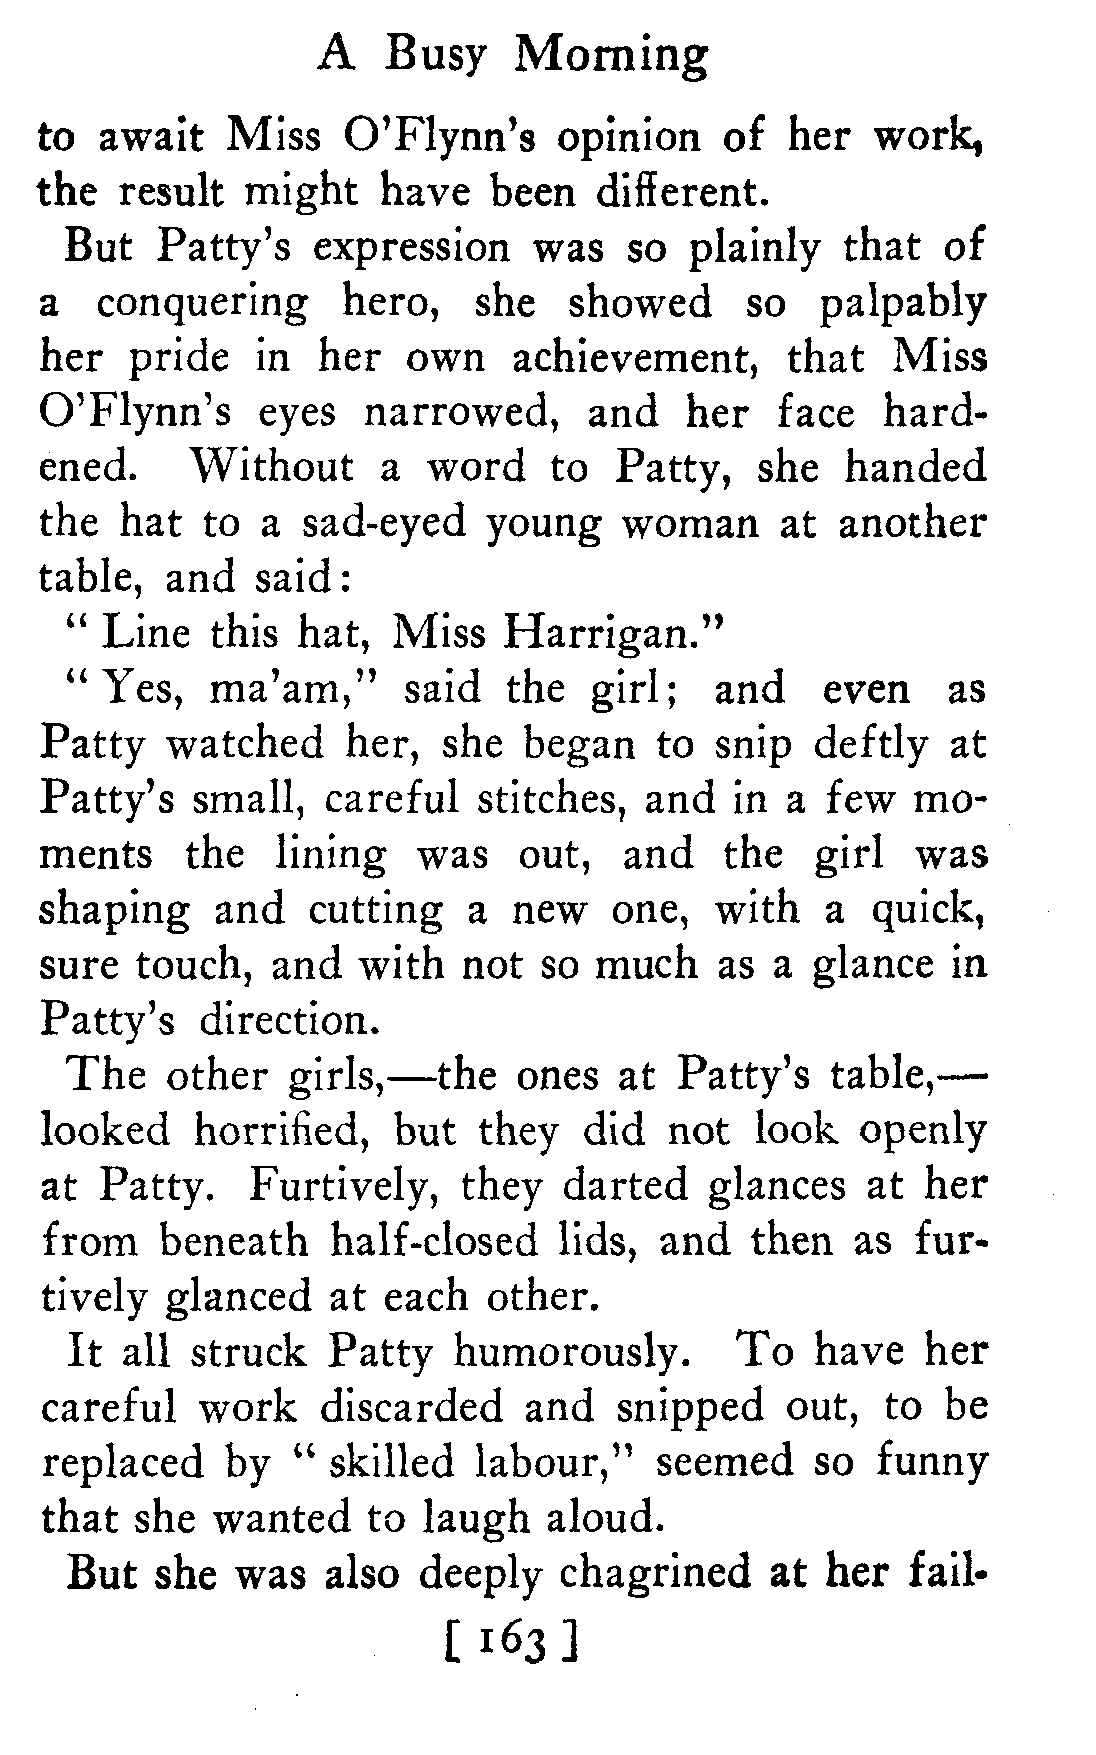 A Busy Morning
to await Miss O'Flynn's opinion of her work,
the result might have been different.
But Patty's expression was so plainly that of
a conquering hero, she showed so palpably
her pride in her own achievement, that Miss
O'Flynn's eyes narrowed, and her face hard-
ened. Without a word to Patty, she handed
the hat to a sad-eyed young woman at another
table, and said:
" Line this hat, Miss Harrigan."
" Yes, ma'am," said the girl; and even as
Patty watched her, she began to snip deftly at
Patty's small, careful stitches, and in a few mo-
ments the lining was out, and the girl was
shaping and cutting a new one, with a quick,
sure touch, and with not so much as a glance in
Patty's direction.
The other girls,—the ones at Patty's table,—
looked horrified, but they did not look openly
at Patty. Furtively, they darted glances at her
from beneath half-closed lids, and then as fur-
tively glanced at each other.
It all struck Patty humorously. To have her
careful work discarded and snipped out, to be
replaced by " skilled labour," seemed so funny
that she wanted to laugh aloud.
But she was also deeply chagrined at her fail-
[ 163 ]